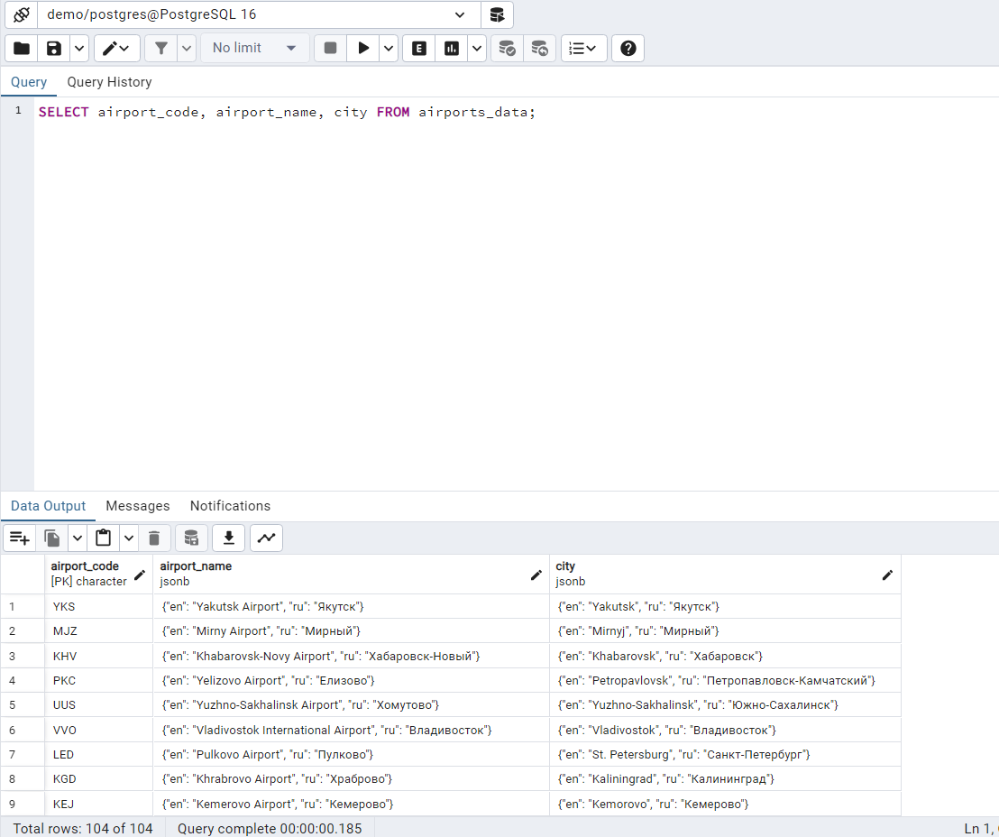 demo/postgres@PostgreSQL 16
No limit
E
Query Query History
1 SELECT airport_code, airport_name, city FROM airports_data;
Data Output Messages Notifications
airport_code airport_name city
[PK] character jsonb jsonb
1 YKS {"en": "Yakutsk Airport", "ru": "Якутск"} {"en": "Yakutsk", "ru": "Якутск"}
2 MJZ {"en": "Mirny Airport", "ru": "Мирный"} {"en": "Mirnyj", "ru": "Мирный"}
3 KHV {"en": "Khabarovsk-Novy Airport", "ru": "Хабаровск-Новый"} {"en": "Khabarovsk", "ru": "Хабаровск"}
4 PKC {"en": "Yelizovo Airport", "ru": "Елизово"} {"en": "Petropavlovsk", "ru": "Петропавловск-Камчатский"}
5 UUS {"en": "Yuzhno-Sakhalinsk Airport", "ru": "Хомутово"} {"en": "Yuzhno-Sakhalinsk", "ru": "Южно-Сахалинск"}
6 VVO {"en": "Vladivostok International Airport", "ru": "Владивосток"} {"en": "Vladivostok", "ru": "Владивосток"}
7 LED {"en": "Pulkovo Airport", "ru": "Пулково"} {"en": "St. Petersburg", "ru": "Санкт-Петербург"}
8 KGD {"en": "Khrabrovo Airport", "ru": "Храброво"} {"en": "Kaliningrad", "ru": "Калининград"}
9 KEJ {"en": "Kemerovo Airport", "ru": "Кемерово"} {"en": "Kemorovo", "ru": "Кемерово"}
Total rows: 104 of 104 Query complete 00:00:00.185 Ln 1,